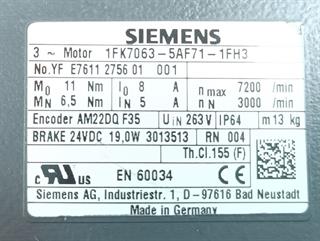 SIEMENS
3 ~ Motor 1FK7063-5AF71-1FH3
No.YF E7611 2756 01 001
M₀ 11 Nm I₀ 8 A n max 7200 /min
MN 6,5 Nm IN 5 A nN 3000 /min
Encoder AM22DQ F35 UiN 263 V IP64 m 13 kg
BRAKE 24VDC 19,0W 3013513 RN 004
Th.Cl.155 (F)
c UL US EN 60034
Siemens AG, Industriestr. 1, D-97616 Bad Neustadt
Made in Germany